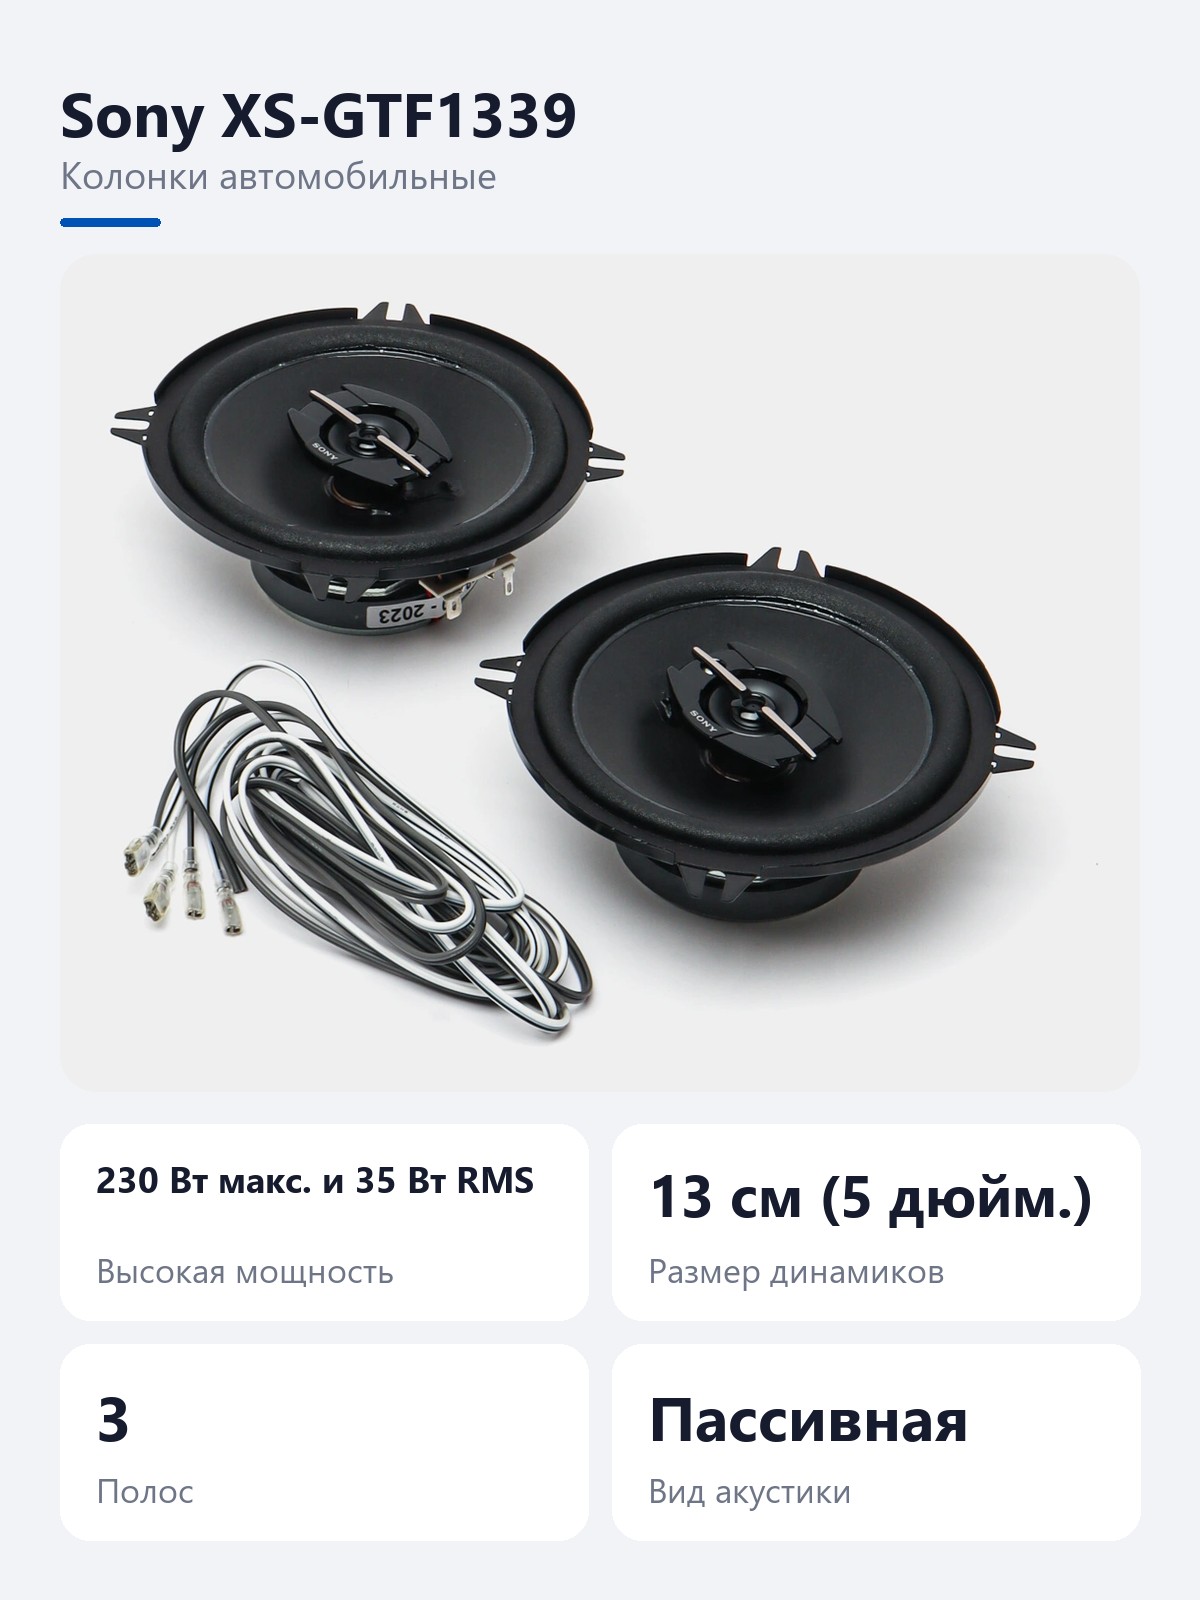 Sony XS-GTF1339
Колонки автомобильные
SONY
2023
SONY
230 Вт макс. и 35 Вт RMS
Высокая мощность
13 см (5 дюйм.)
Размер динамиков
3
Полос
Пассивная
Вид акустики